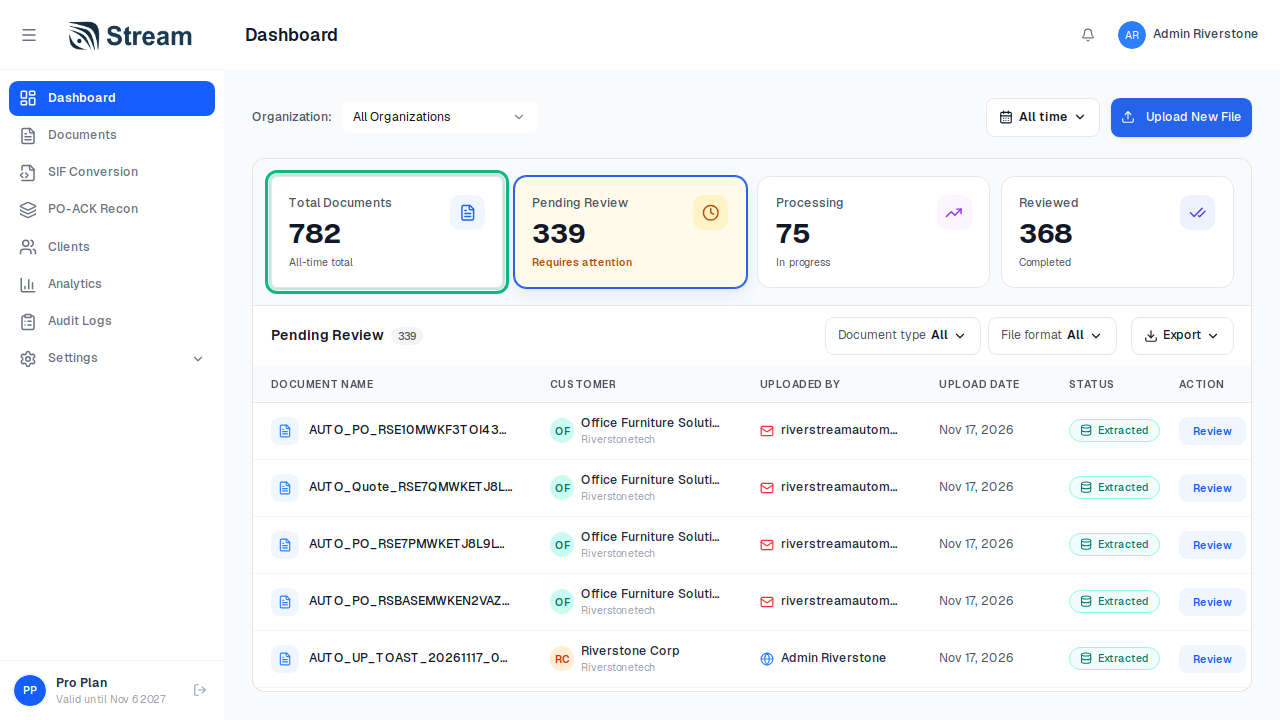 Stream
Dashboard
AR
Admin Riverstone
Dashboard
Documents
SIF Conversion
PO-ACK Recon
Clients
Analytics
Audit Logs
Settings
Organization:
All Organizations
All time
Upload New File
Total Documents
782
All-time total
Pending Review
339
Requires attention
Processing
75
In progress
Reviewed
368
Completed
Pending Review 339
Document type All
File format All
Export
DOCUMENT NAME CUSTOMER UPLOADED BY UPLOAD DATE STATUS ACTION
AUTO_PO_RSE10MWKF3TOI43... OF Office Furniture Soluti... riverstreamautom... Nov 17, 2026 Extracted Review
Riverstonetech
AUTO_Quote_RSE7QMWKETJ8L... OF Office Furniture Soluti... riverstreamautom... Nov 17, 2026 Extracted Review
Riverstonetech
AUTO_PO_RSE7PMWKETJ8L9L... OF Office Furniture Soluti... riverstreamautom... Nov 17, 2026 Extracted Review
Riverstonetech
AUTO_PO_RSBASEMWKEN2VAZ... OF Office Furniture Soluti... riverstreamautom... Nov 17, 2026 Extracted Review
Riverstonetech
AUTO_UP_TOAST_20261117_0... RC Riverstone Corp Admin Riverstone Nov 17, 2026 Extracted Review
Riverstonetech
PP
Pro Plan
Valid until Nov 6 2027